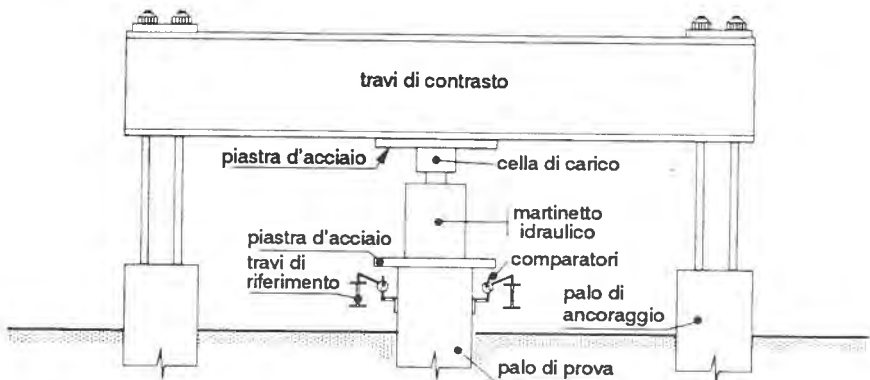 travi di contrasto
piastra d'acciaio
cella di carico
martinetto
idraulico
piastra d'acciaio
travi di
riferimento
comparatori
palo di
ancoraggio
palo di prova